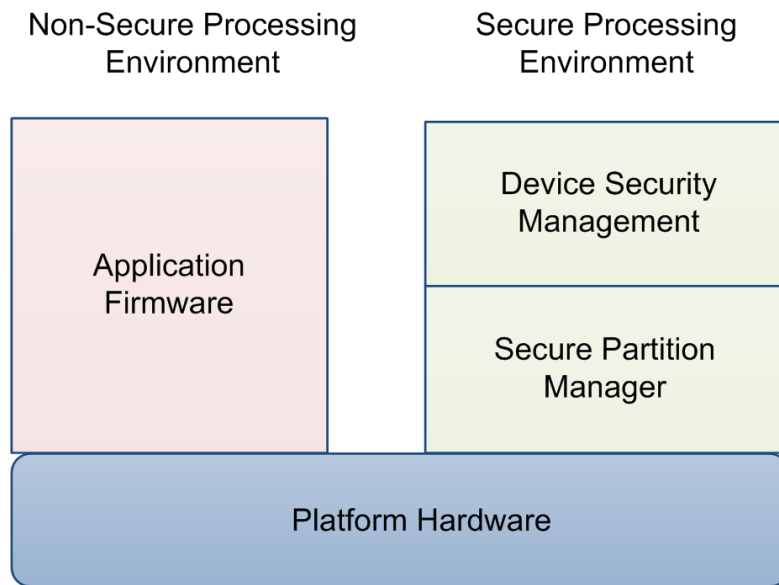 Non-Secure Processing
Environment
Secure Processing
Environment
Application
Firmware
Device Security
Management
Secure Partition
Manager
Platform Hardware